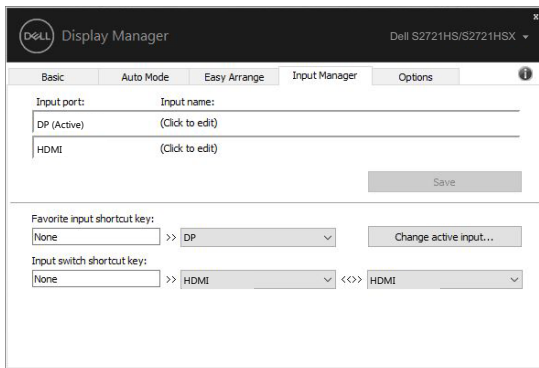 x
DELL Display Manager Dell S2721HS/S2721HSX
Basic Auto Mode Easy Arrange Input Manager Options i
Input port: Input name:
DP (Active) (Click to edit)
HDMI (Click to edit)
Save
Favorite input shortcut key:
None >> DP Change active input...
Input switch shortcut key:
None >> HDMI <<>> HDMI